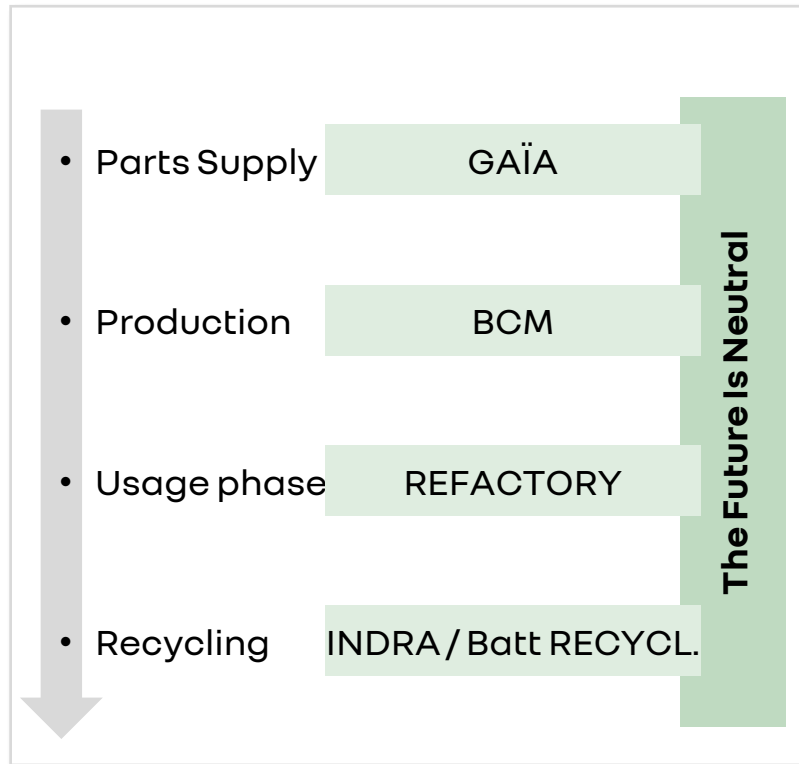 • Parts Supply GAÏA
• Production BCM
• Usage phase REFACTORY
• Recycling INDRA / Batt RECYCL.
The Future Is Neutral